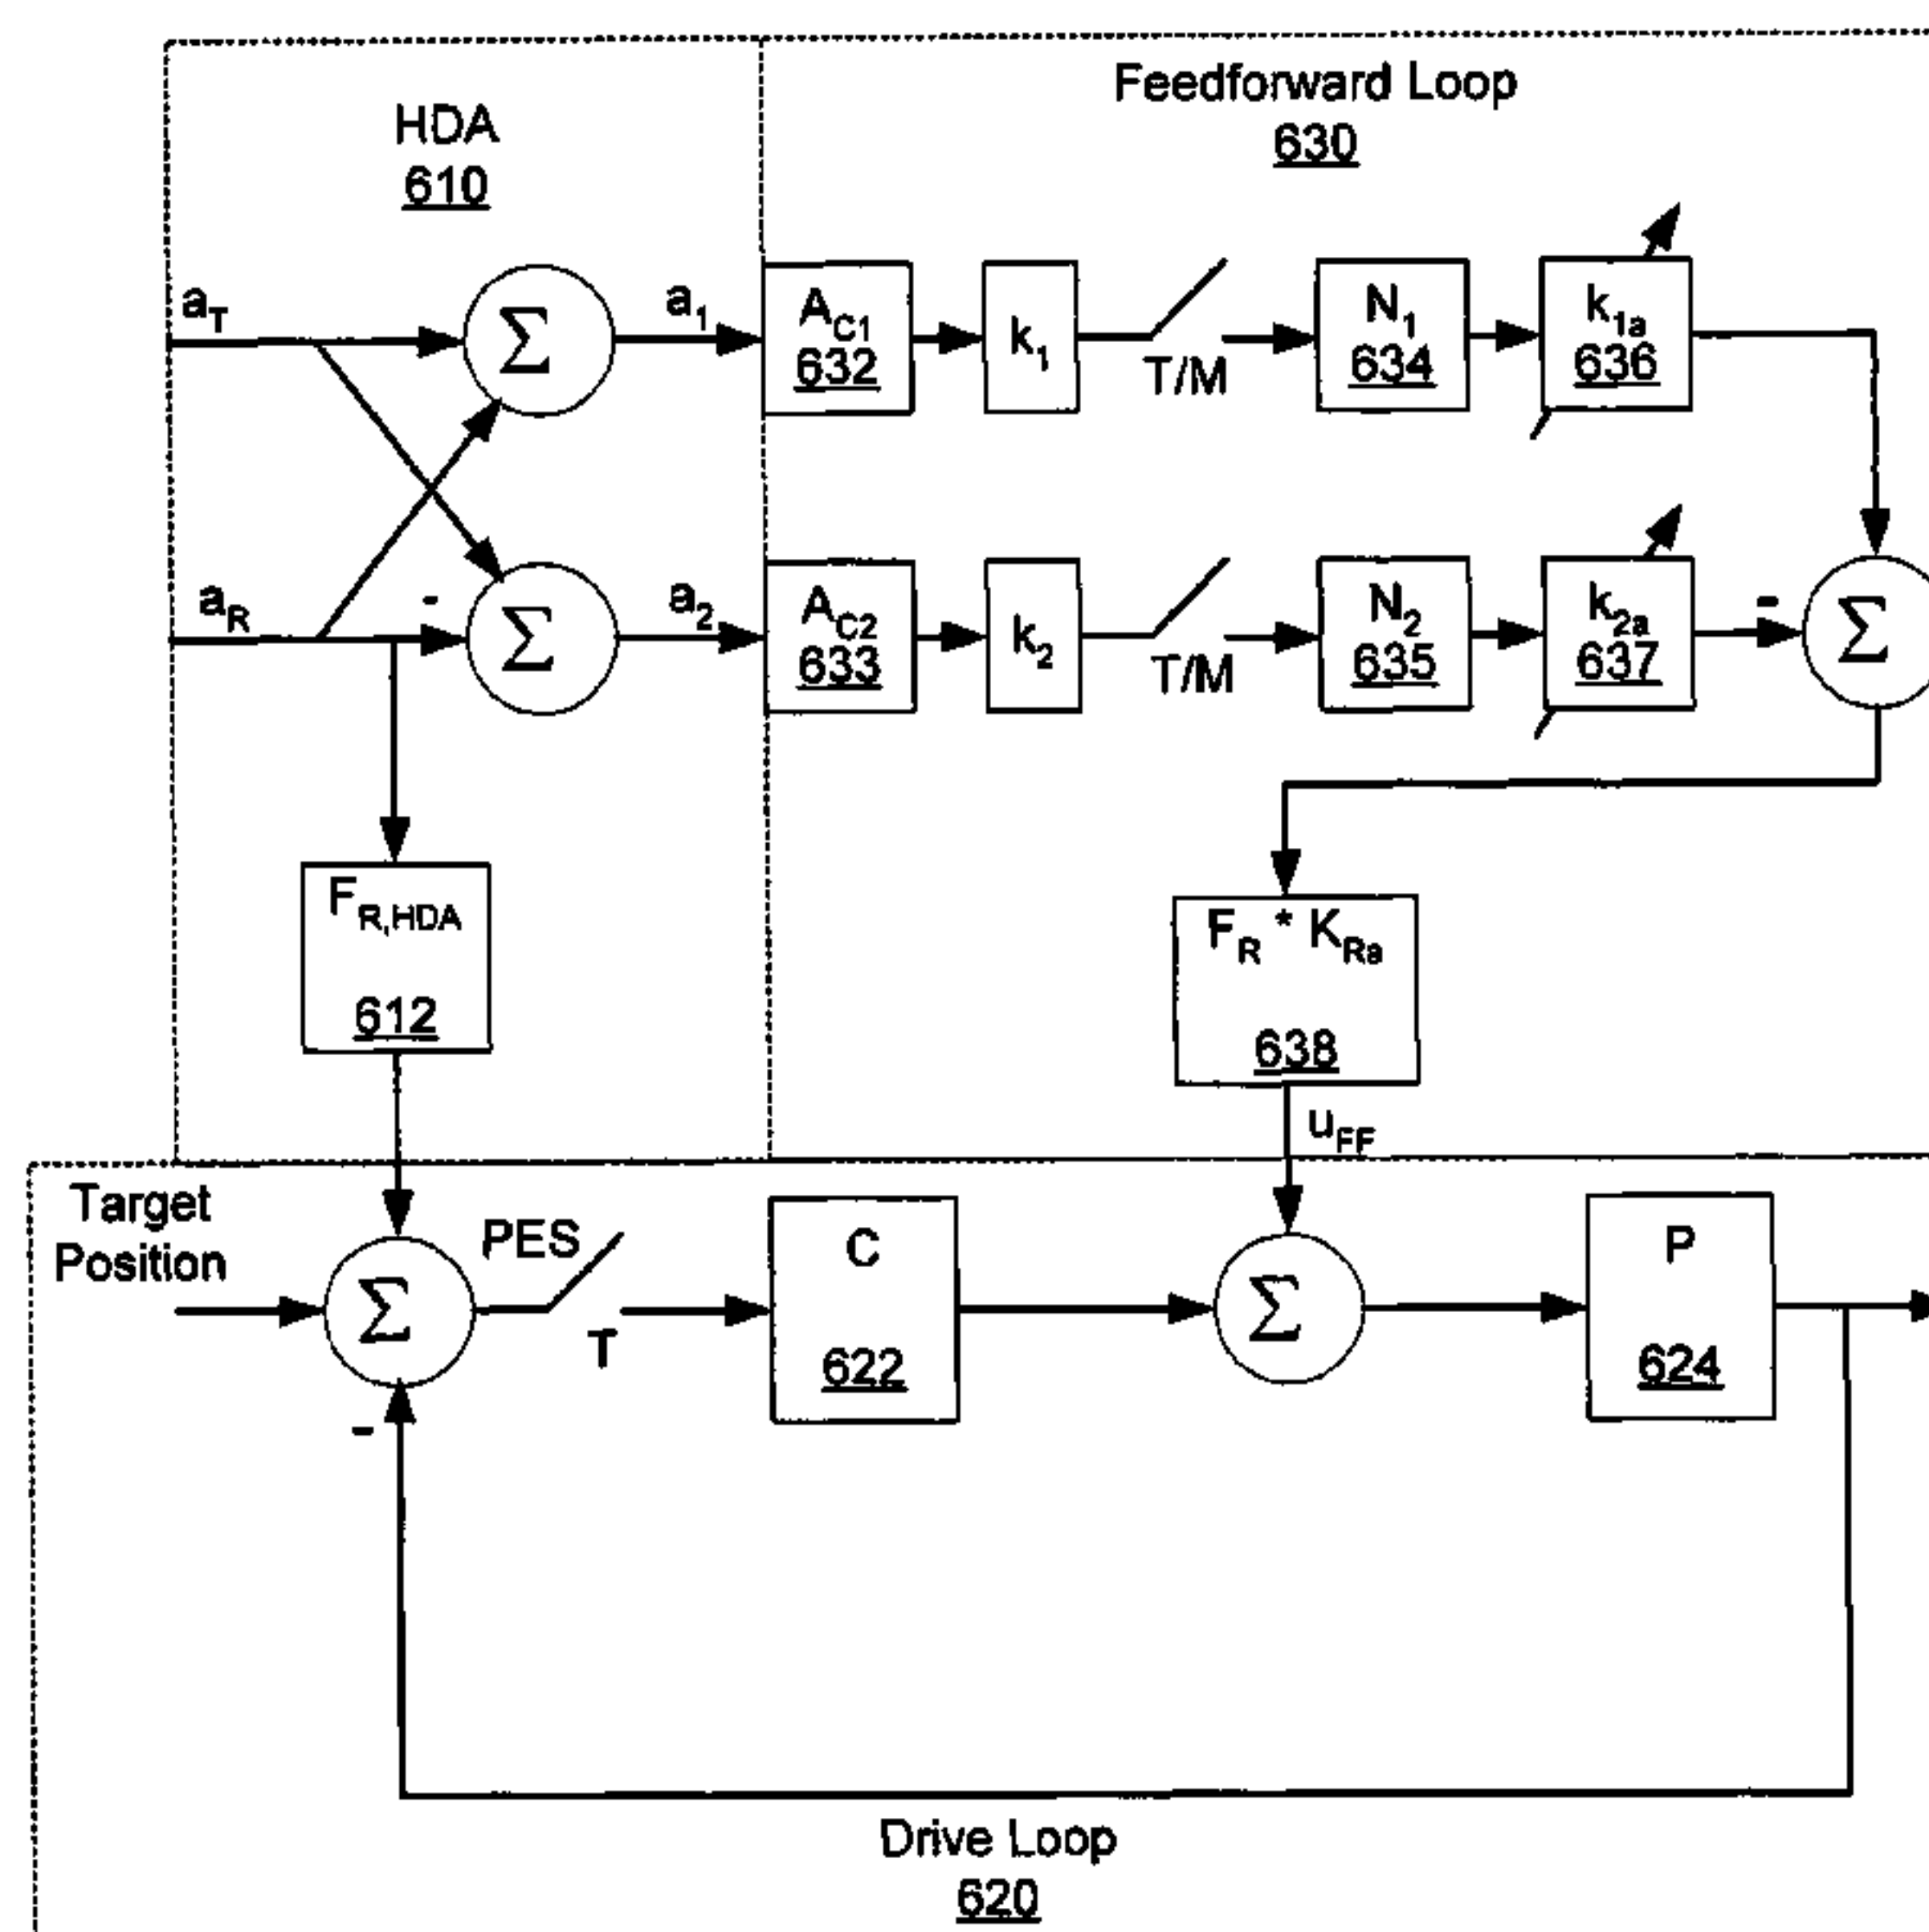 HDA
610
Feedforward Loop
630
a_T
Σ
a_1
A_C1
632
k_1
T/M
N_1
634
k_1a
636
a_R
-
Σ
a_2
A_C2
633
k_2
T/M
N_2
635
k_2a
637
-
Σ
F_R,HDA
612
F_R * K_Ra
638
u_FF
Target
Position
Σ
-
PES
T
C
622
Σ
P
624
Drive Loop
620